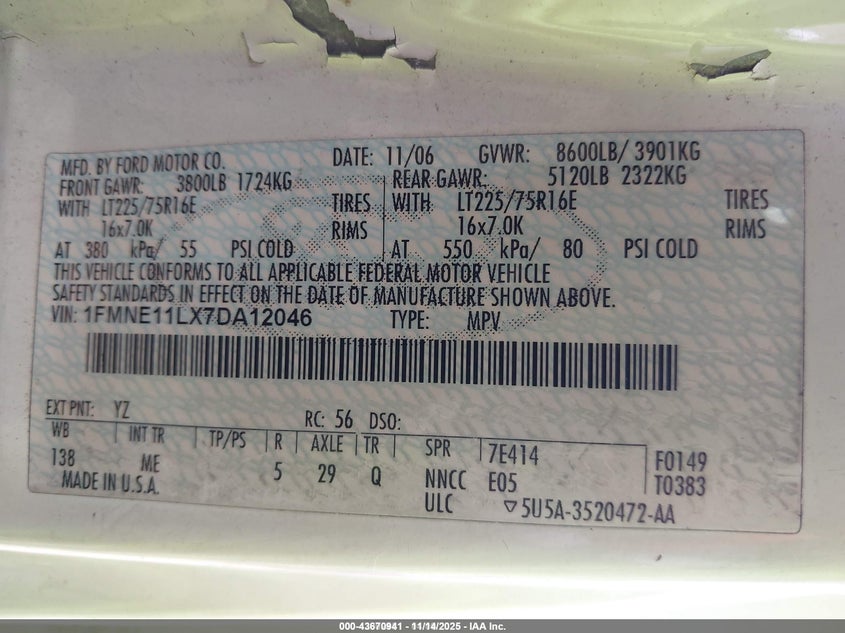 MFD. BY FORD MOTOR CO. DATE: 11/06 GVWR: 8600LB/ 3901KG
FRONT GAWR: 3800LB 1724KG REAR GAWR: 5120LB 2322KG
WITH LT225/75R16E TIRES WITH LT225/75R16E TIRES
16x7.0K RIMS 16x7.0K RIMS
AT 380 kPa/ 55 PSI COLD AT 550 kPa/ 80 PSI COLD
THIS VEHICLE CONFORMS TO ALL APPLICABLE FEDERAL MOTOR VEHICLE
SAFETY STANDARDS IN EFFECT ON THE DATE OF MANUFACTURE SHOWN ABOVE.
VIN: 1FMNE11LX7DA12046 TYPE: MPV
EXT PNT: YZ RC: 56 DSO:
WB INT TR TP/PS R AXLE TR SPR 7E414 F0149
138 ME 5 29 Q NNCC E05 T0383
MADE IN U.S.A. ULC ▽5U5A-3520472-AA
000-43670941 - 11/14/2025 - IAA Inc.